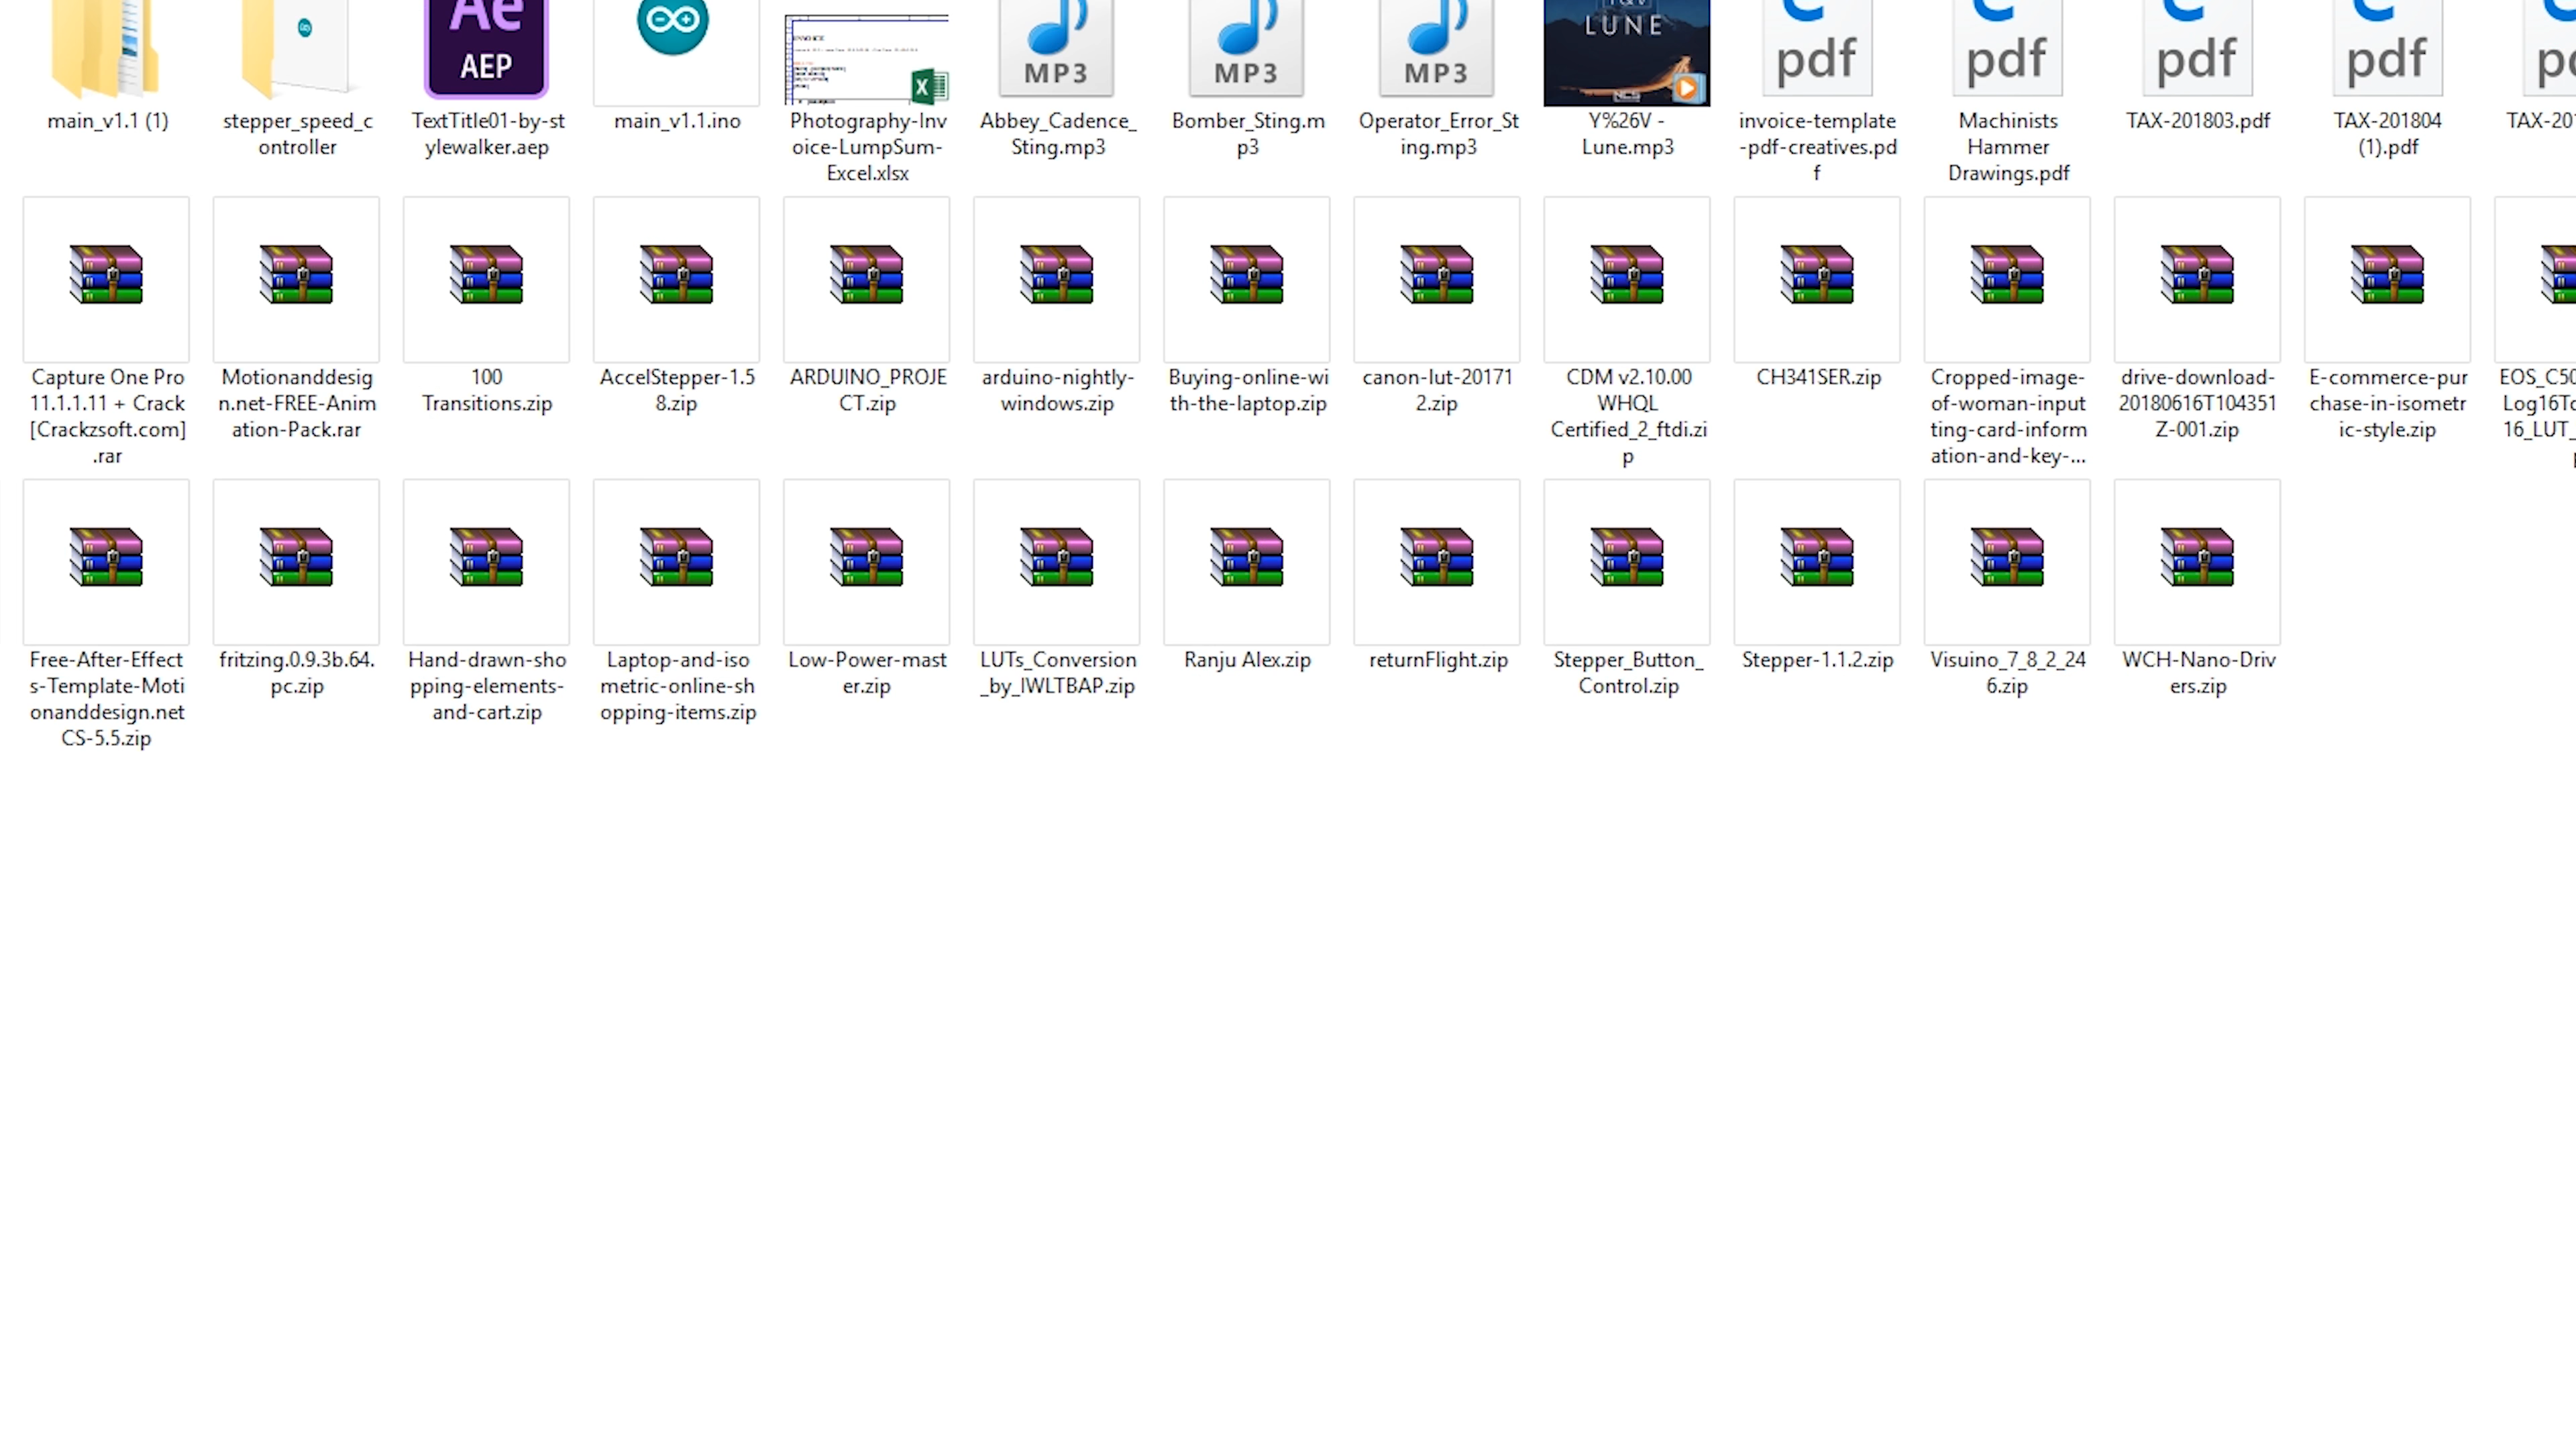 Ae
AEP
MP3
MP3
MP3
LUNE
pdf
pdf
pdf
pdf
main_v1.1 (1)
stepper_speed_c
ontroller
TextTitle01-by-st
ylewalker.aep
main_v1.1.ino
Photography-Inv
oice-LumpSum-
Excel.xlsx
Abbey_Cadence_
Sting.mp3
Bomber_Sting.m
p3
Operator_Error_St
ing.mp3
Y%26V -
Lune.mp3
invoice-template
-pdf-creatives.pd
f
Machinists
Hammer
Drawings.pdf
TAX-201803.pdf
TAX-201804
(1).pdf
Capture One Pro
11.1.1.11 + Crack
[Crackzsoft.com]
.rar
Motionanddesig
n.net-FREE-Anim
ation-Pack.rar
100
Transitions.zip
AccelStepper-1.5
8.zip
ARDUINO_PROJE
CT.zip
arduino-nightly-
windows.zip
Buying-online-wi
th-the-laptop.zip
canon-lut-20171
2.zip
CDM v2.10.00
WHQL
Certified_2_ftdi.zi
p
CH341SER.zip
Cropped-image-
of-woman-input
ting-card-inform
ation-and-key-...
drive-download-
20180616T104351
Z-001.zip
E-commerce-pur
chase-in-isometr
ic-style.zip
EOS_C50
Log16To
16_LUT_
Free-After-Effect
s-Template-Moti
onanddesign.net
CS-5.5.zip
fritzing.0.9.3b.64.
pc.zip
Hand-drawn-sho
pping-elements-
and-cart.zip
Laptop-and-iso
metric-online-sh
opping-items.zip
Low-Power-mast
er.zip
LUTs_Conversion
_by_IWLTBAP.zip
Ranju Alex.zip
returnFlight.zip
Stepper_Button_
Control.zip
Stepper-1.1.2.zip
Visuino_7_8_2_24
6.zip
WCH-Nano-Driv
ers.zip